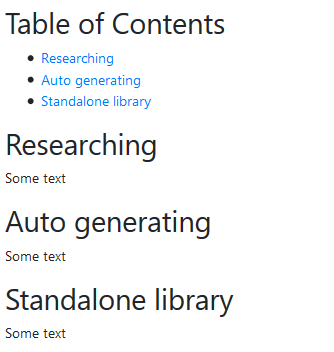 Table of Contents
Researching
Auto generating
Standalone library
Researching
Some text
Auto generating
Some text
Standalone library
Some text